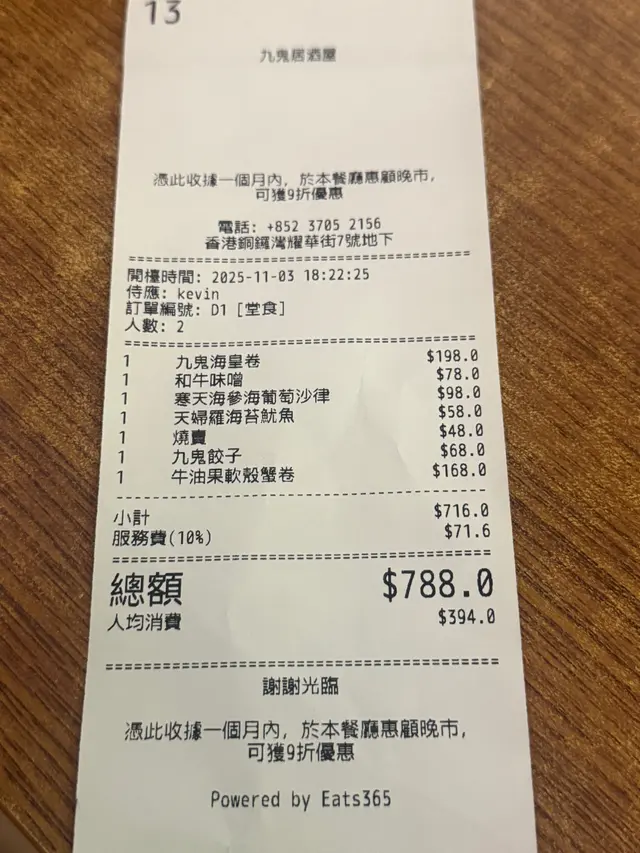 13
九鬼居酒屋
憑此收據一個月內, 於本餐廳惠顧晚市,
可獲9折優惠
電話: +852 3705 2156
香港銅鑼灣耀華街7號地下
開檯時間: 2025-11-03 18:22:25
侍應: kevin
訂單編號: D1 [堂食]
人數: 2
1 九鬼海皇卷 $198.0
1 和牛味噌 $78.0
1 寒天海參海葡萄沙律 $98.0
1 天婦羅海苔魷魚 $58.0
1 燒賣 $48.0
1 九鬼餃子 $68.0
1 牛油果軟殼蟹卷 $168.0
小計 $716.0
服務費(10%) $71.6
總額 $788.0
人均消費 $394.0
謝謝光臨
憑此收據一個月內, 於本餐廳惠顧晚市,
可獲9折優惠
Powered by Eats365